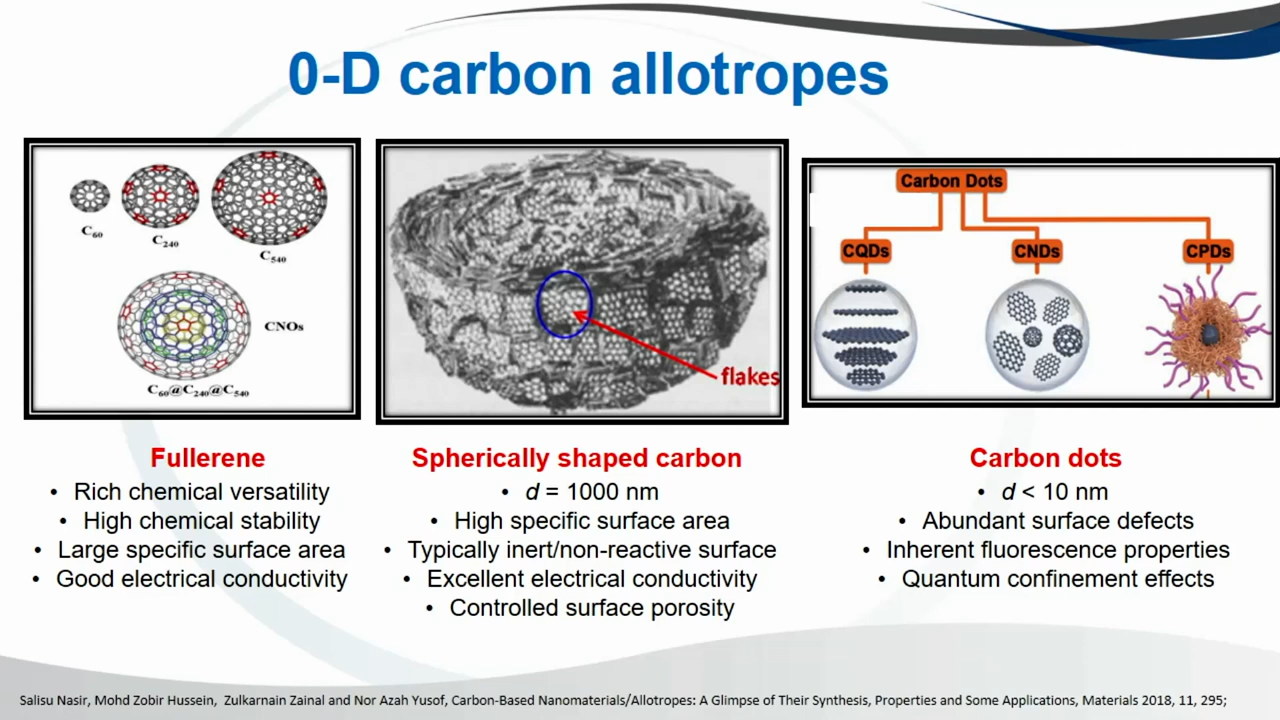 0-D carbon allotropes
C₆₀
C₂₄₀
C₅₄₀
CNOs
C₆₀@C₂₄₀@C₅₄₀
flakes
Carbon Dots
CQDs
CNDs
CPDs
Fullerene
• Rich chemical versatility
• High chemical stability
• Large specific surface area
• Good electrical conductivity
Spherically shaped carbon
• d = 1000 nm
• High specific surface area
• Typically inert/non-reactive surface
• Excellent electrical conductivity
• Controlled surface porosity
Carbon dots
• d < 10 nm
• Abundant surface defects
• Inherent fluorescence properties
• Quantum confinement effects
Salisu Nasir, Mohd Zobir Hussein, Zulkarnain Zainal and Nor Azah Yusof, Carbon-Based Nanomaterials/Allotropes: A Glimpse of Their Synthesis, Properties and Some Applications, Materials 2018, 11, 295;